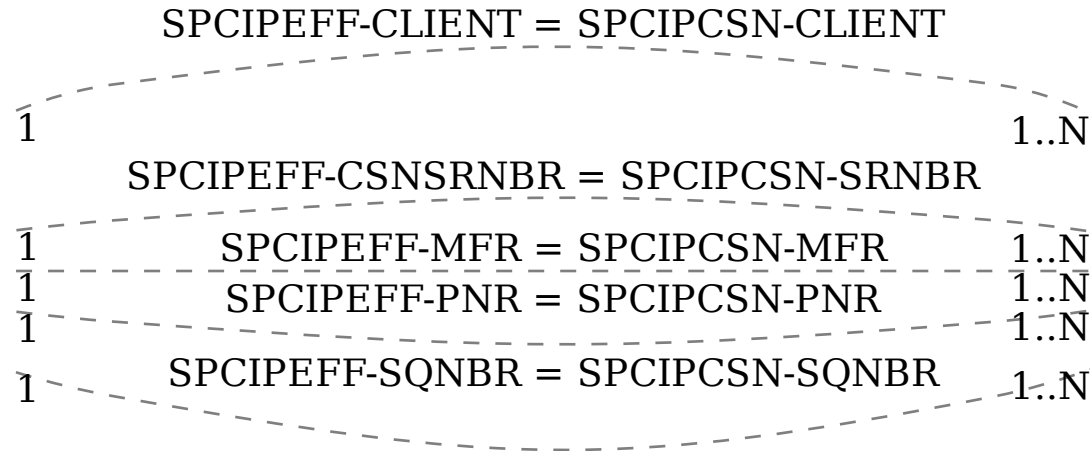 SPCIPEFF-CLIENT = SPCIPCSN-CLIENT
1 1..N
SPCIPEFF-CSNSRNBR = SPCIPCSN-SRNBR
1 SPCIPEFF-MFR = SPCIPCSN-MFR 1..N
1 SPCIPEFF-PNR = SPCIPCSN-PNR 1..N
1 1..N
SPCIPEFF-SQNBR = SPCIPCSN-SQNBR
1 1..N